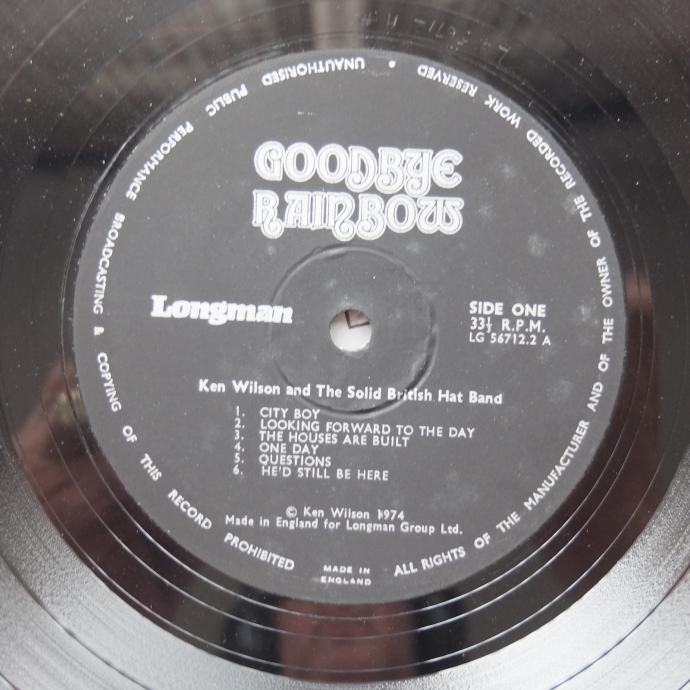 GOODBYE
RAINBOW
Longman
SIDE ONE
33⅓ R.P.M.
LG 56712.2 A
Ken Wilson and The Solid British Hat Band
1. CITY BOY
2. LOOKING FORWARD TO THE DAY
3. THE HOUSES ARE BUILT
4. ONE DAY
5. QUESTIONS
6. HE'D STILL BE HERE
© Ken Wilson 1974
Made in England for Longman Group Ltd.
MADE IN
ENGLAND
ALL RIGHTS OF THE MANUFACTURER AND OF THE OWNER OF THE RECORDED WORK RESERVED • UNAUTHORISED PUBLIC PERFORMANCE BROADCASTING & COPYING OF THIS RECORD PROHIBITED